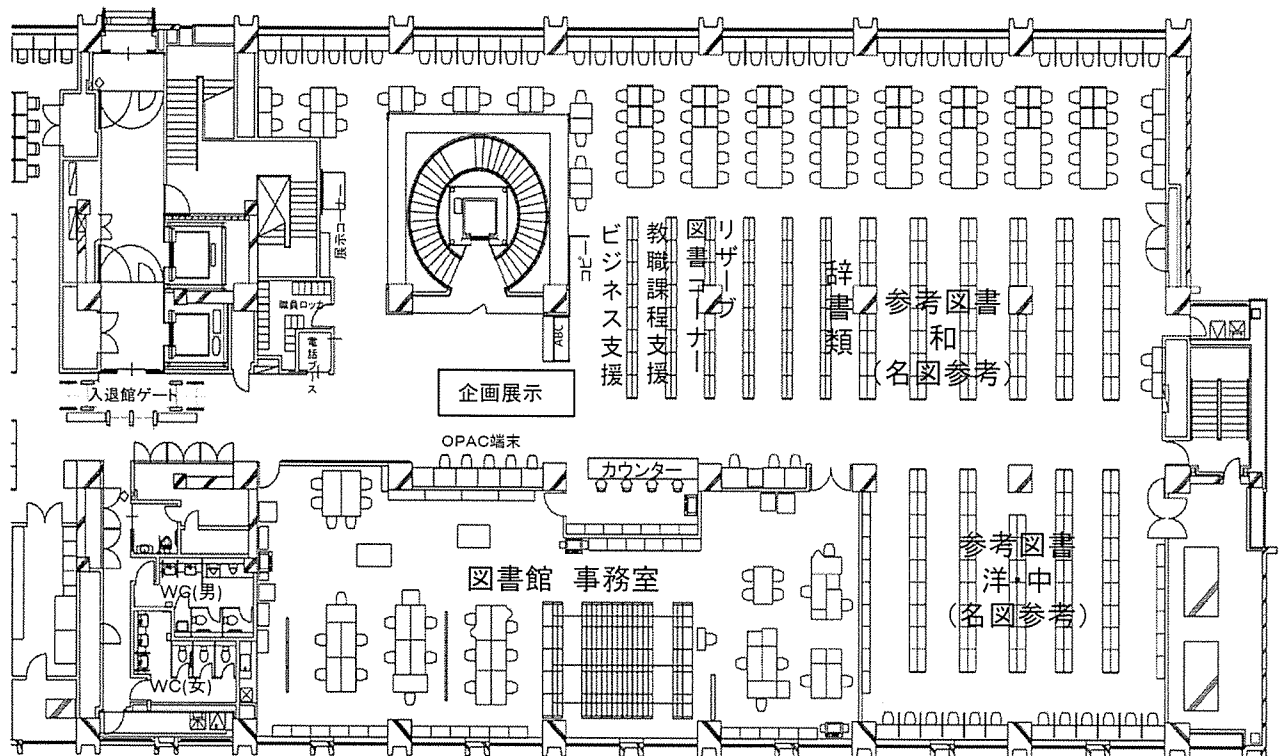 展示コーナー
職員ロッカー
電話ブース
入退館ゲート
企画展示
ABC
コピー
ビジネス支援
教職課程支援
リザーブ
図書コーナー
辞書類
参考図書
和
(名図参考)
OPAC端末
カウンター
図書館 事務室
参考図書
洋・中
(名図参考)
WC(男)
WC(女)